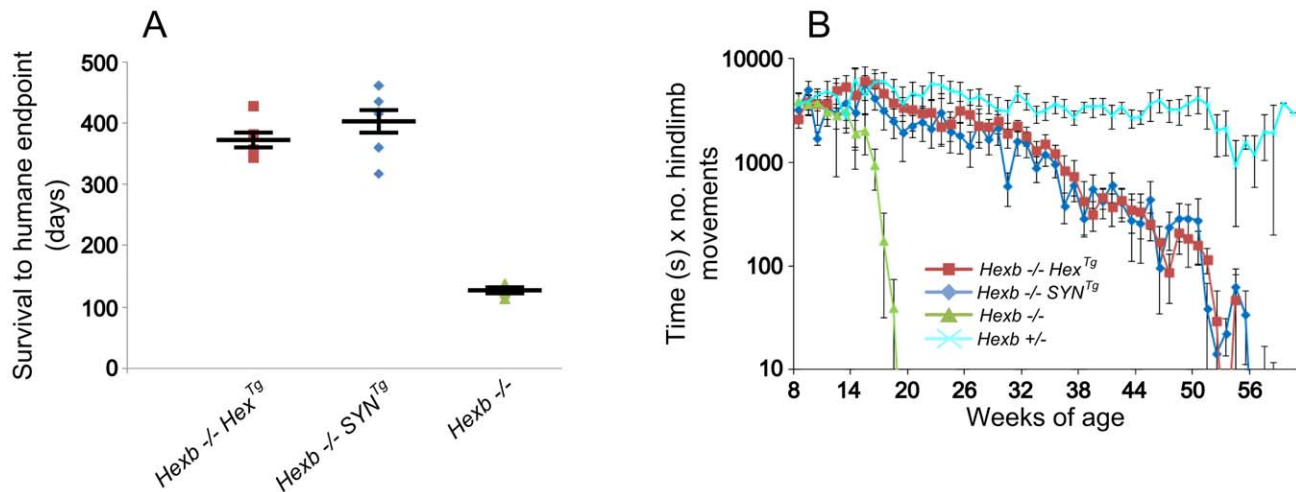 A
Survival to humane endpoint
(days)
500
400
300
200
100
0
Hexb -/- Hex^Tg
Hexb -/- SYN^Tg
Hexb -/-
B
Time (s) x no. hindlimb
movements
10000
1000
100
10
Hexb -/- Hex^Tg
Hexb -/- SYN^Tg
Hexb -/-
Hexb +/-
8 14 20 26 32 38 44 50 56
Weeks of age